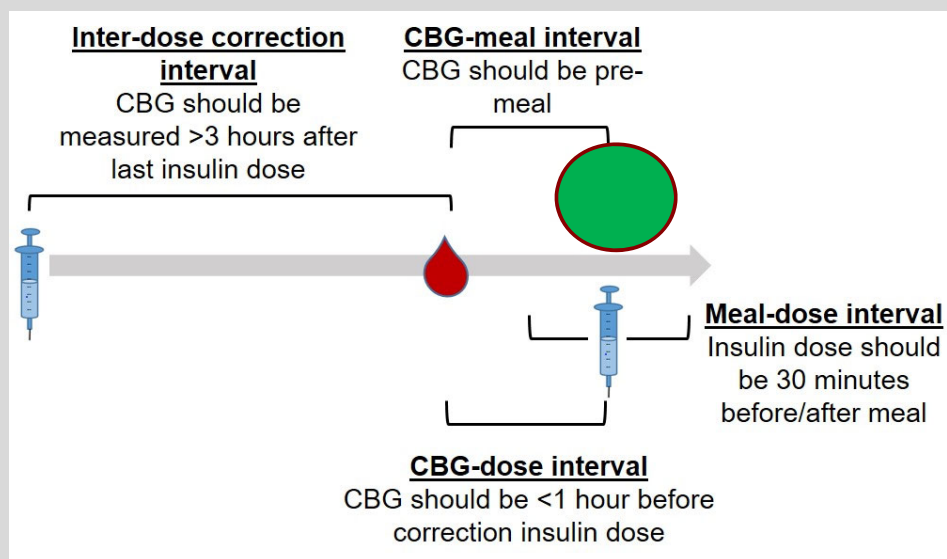 Inter-dose correction
interval
CBG should be
measured >3 hours after
last insulin dose
CBG-meal interval
CBG should be pre-
meal
Meal-dose interval
Insulin dose should
be 30 minutes
before/after meal
CBG-dose interval
CBG should be <1 hour before
correction insulin dose